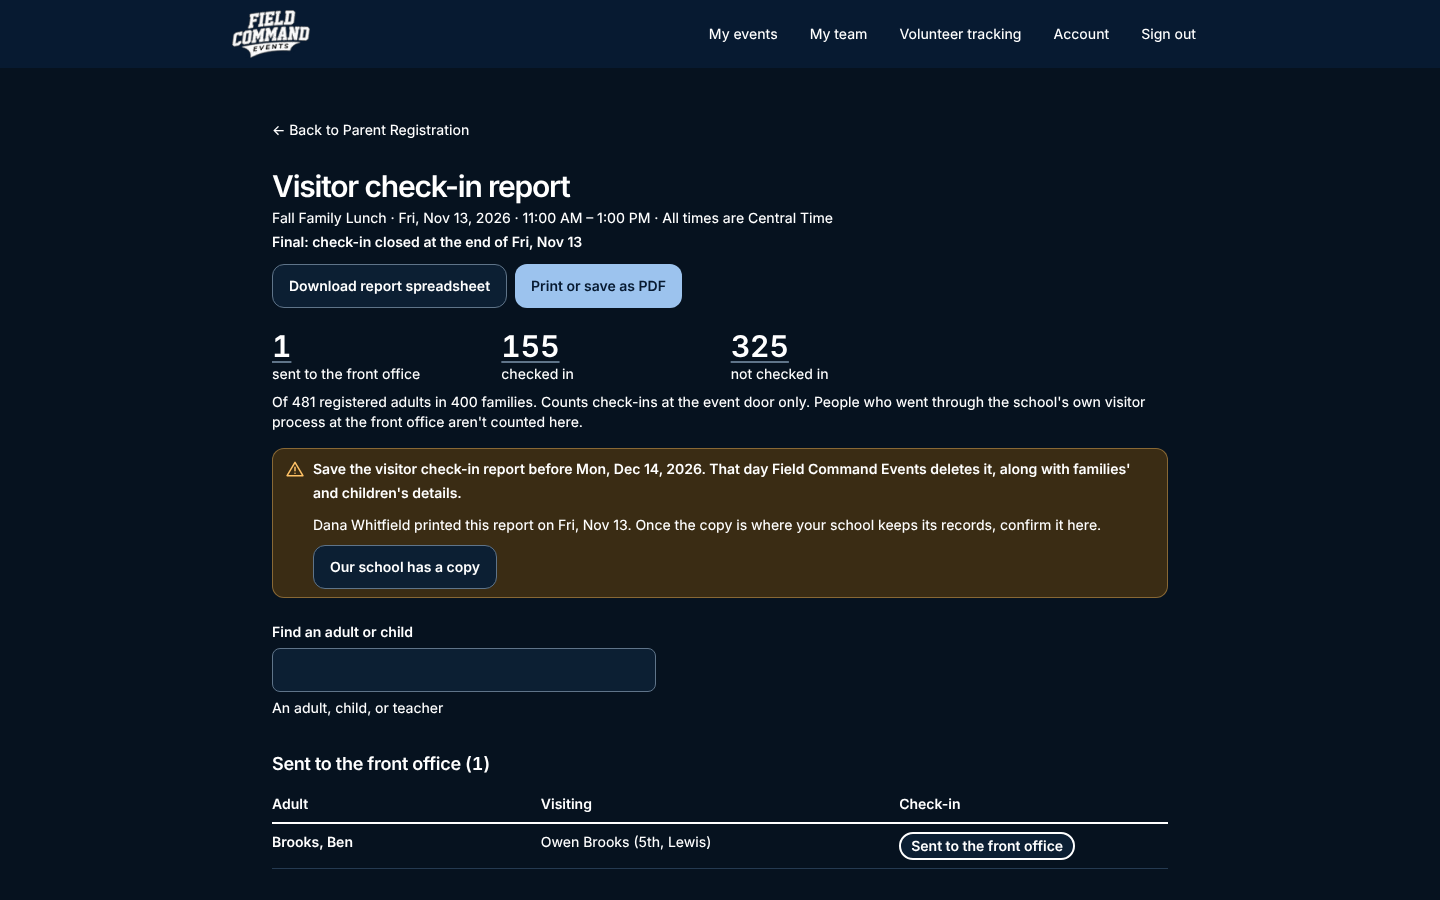 FIELD
COMMAND
EVENTS
My events
My team
Volunteer tracking
Account
Sign out
← Back to Parent Registration
Visitor check-in report
Fall Family Lunch · Fri, Nov 13, 2026 · 11:00 AM – 1:00 PM · All times are Central Time
Final: check-in closed at the end of Fri, Nov 13
Download report spreadsheet
Print or save as PDF
1
sent to the front office
155
checked in
325
not checked in
Of 481 registered adults in 400 families. Counts check-ins at the event door only. People who went through the school's own visitor
process at the front office aren't counted here.
Save the visitor check-in report before Mon, Dec 14, 2026. That day Field Command Events deletes it, along with families'
and children's details.
Dana Whitfield printed this report on Fri, Nov 13. Once the copy is where your school keeps its records, confirm it here.
Our school has a copy
Find an adult or child
An adult, child, or teacher
Sent to the front office (1)
Adult
Visiting
Check-in
Brooks, Ben
Owen Brooks (5th, Lewis)
Sent to the front office